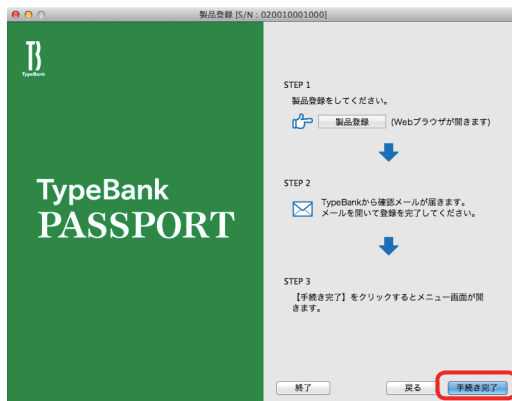 製品登録 [S/N : 020010001000]
TB
TypeBank
TypeBank
PASSPORT
STEP 1
製品登録をしてください。
製品登録 (Webブラウザが開きます)
STEP 2
TypeBankから確認メールが届きます。
メールを開いて登録を完了してください。
STEP 3
【手続き完了】をクリックするとメニュー画面が開
きます。
終了 戻る 手続き完了